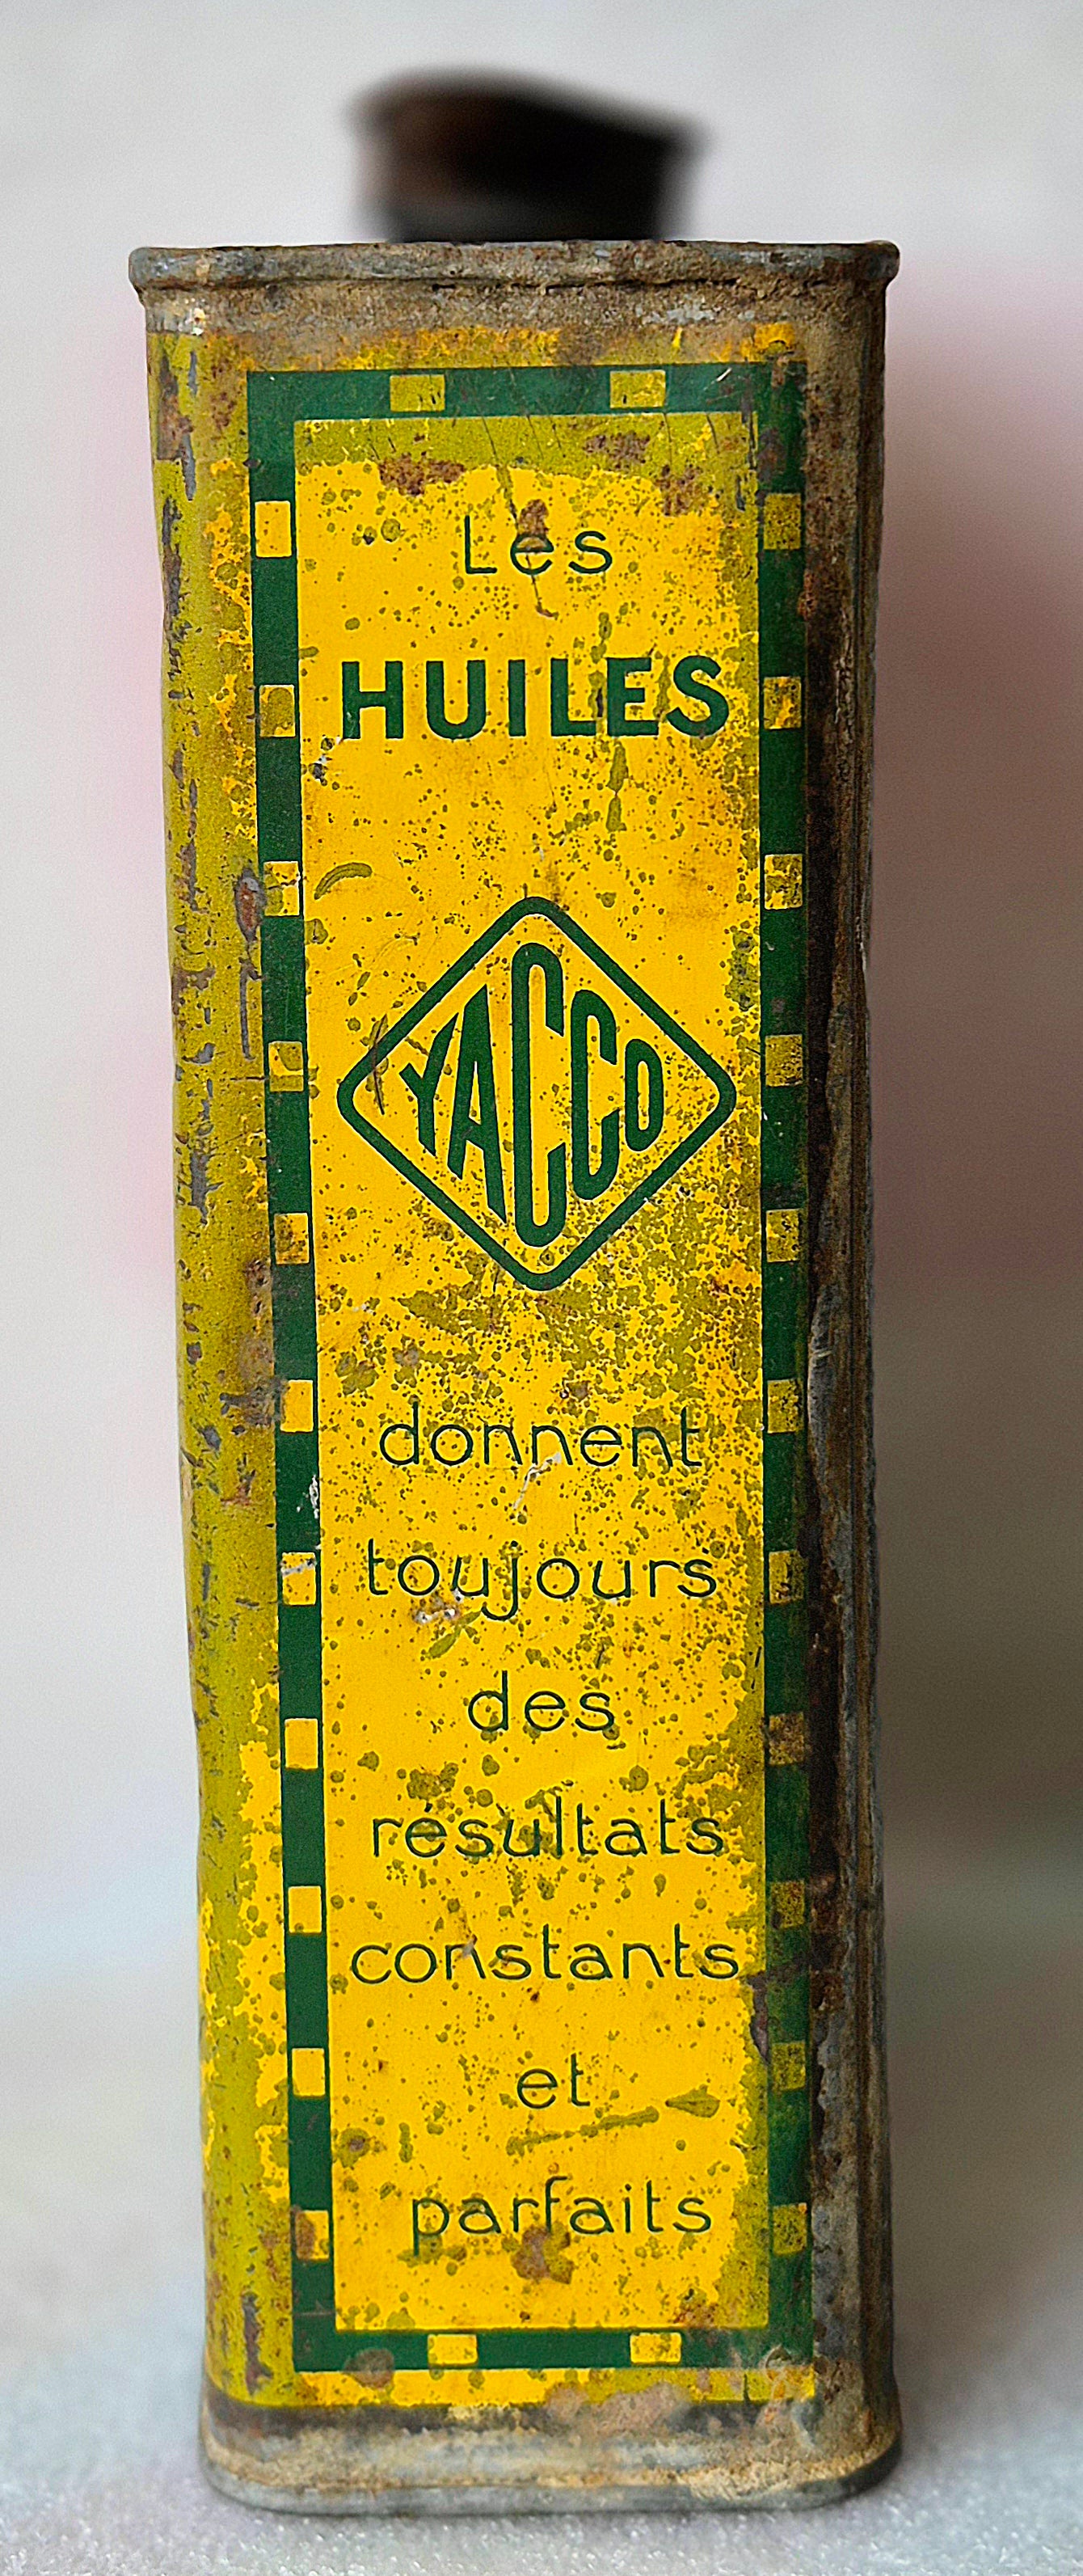 Les
HUILES
YACCO
donnent
toujours
des
résultats
constants
et
parfaits